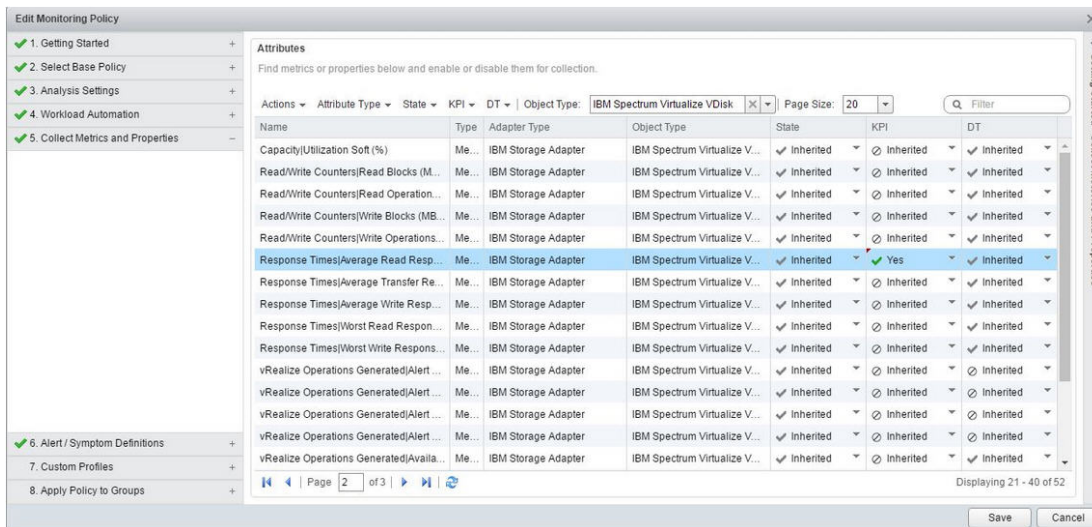 Edit Monitoring Policy
1. Getting Started +
2. Select Base Policy +
3. Analysis Settings +
4. Workload Automation +
5. Collect Metrics and Properties −
6. Alert / Symptom Definitions +
7. Custom Profiles +
8. Apply Policy to Groups +
Attributes
Find metrics or properties below and enable or disable them for collection.
Actions Attribute Type State KPI DT Object Type: IBM Spectrum Virtualize VDisk Page Size: 20 Filter
Name Type Adapter Type Object Type State KPI DT
Capacity|Utilization Soft (%) Me... IBM Storage Adapter IBM Spectrum Virtualize V... Inherited Inherited Inherited
Read/Write Counters|Read Blocks (M... Me... IBM Storage Adapter IBM Spectrum Virtualize V... Inherited Inherited Inherited
Read/Write Counters|Read Operation... Me... IBM Storage Adapter IBM Spectrum Virtualize V... Inherited Inherited Inherited
Read/Write Counters|Write Blocks (MB... Me... IBM Storage Adapter IBM Spectrum Virtualize V... Inherited Inherited Inherited
Read/Write Counters|Write Operations... Me... IBM Storage Adapter IBM Spectrum Virtualize V... Inherited Inherited Inherited
Response Times|Average Read Resp... Me... IBM Storage Adapter IBM Spectrum Virtualize V... Inherited Yes Inherited
Response Times|Average Transfer Re... Me... IBM Storage Adapter IBM Spectrum Virtualize V... Inherited Inherited Inherited
Response Times|Average Write Resp... Me... IBM Storage Adapter IBM Spectrum Virtualize V... Inherited Inherited Inherited
Response Times|Worst Read Respon... Me... IBM Storage Adapter IBM Spectrum Virtualize V... Inherited Inherited Inherited
Response Times|Worst Write Respons... Me... IBM Storage Adapter IBM Spectrum Virtualize V... Inherited Inherited Inherited
vRealize Operations Generated|Alert ... Me... IBM Storage Adapter IBM Spectrum Virtualize V... Inherited Inherited Inherited
vRealize Operations Generated|Alert ... Me... IBM Storage Adapter IBM Spectrum Virtualize V... Inherited Inherited Inherited
vRealize Operations Generated|Alert ... Me... IBM Storage Adapter IBM Spectrum Virtualize V... Inherited Inherited Inherited
vRealize Operations Generated|Alert ... Me... IBM Storage Adapter IBM Spectrum Virtualize V... Inherited Inherited Inherited
vRealize Operations Generated|Availa... Me... IBM Storage Adapter IBM Spectrum Virtualize V... Inherited Inherited Inherited
Page 2 of 3 Displaying 21 - 40 of 52
Save Cancel